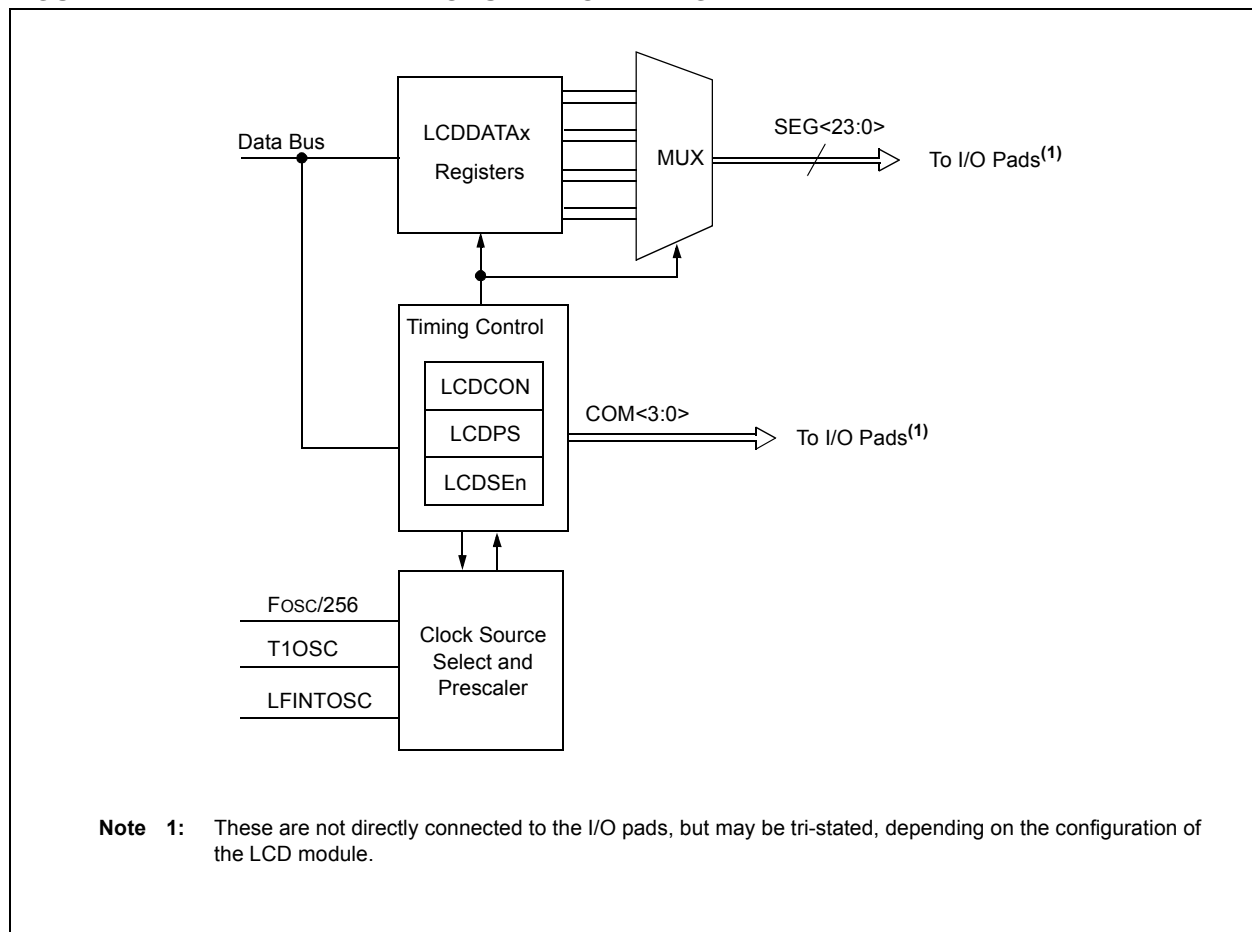 LCDDATAx
Registers
MUX
Data Bus
SEG<23:0>
To I/O Pads(1)
Timing Control
LCDCON
LCDPS
LCDSEn
COM<3:0>
To I/O Pads(1)
FOSC/256
T1OSC
LFINTOSC
Clock Source
Select and
Prescaler
Note 1: These are not directly connected to the I/O pads, but may be tri-stated, depending on the configuration of
the LCD module.